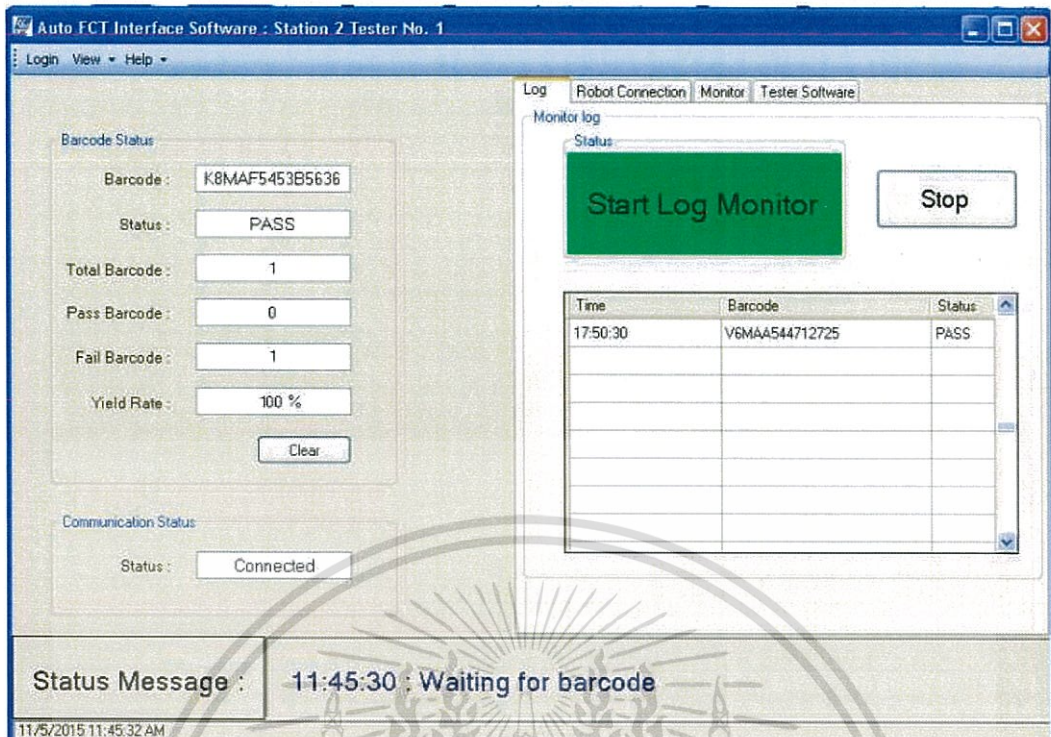 Auto FCT Interface Software : Station 2 Tester No. 1
Login View Help
Log Robot Connection Monitor Tester Software
Monitor log
Status
Start Log Monitor
Stop
Time Barcode Status
17:50:30 V6MAA544712725 PASS
Barcode Status
Barcode : K8MAF5453B5636
Status : PASS
Total Barcode : 1
Pass Barcode : 0
Fail Barcode : 1
Yield Rate : 100 %
Clear
Communication Status
Status : Connected
Status Message : 11:45:30 : Waiting for barcode
11/5/2015 11:45:32 AM